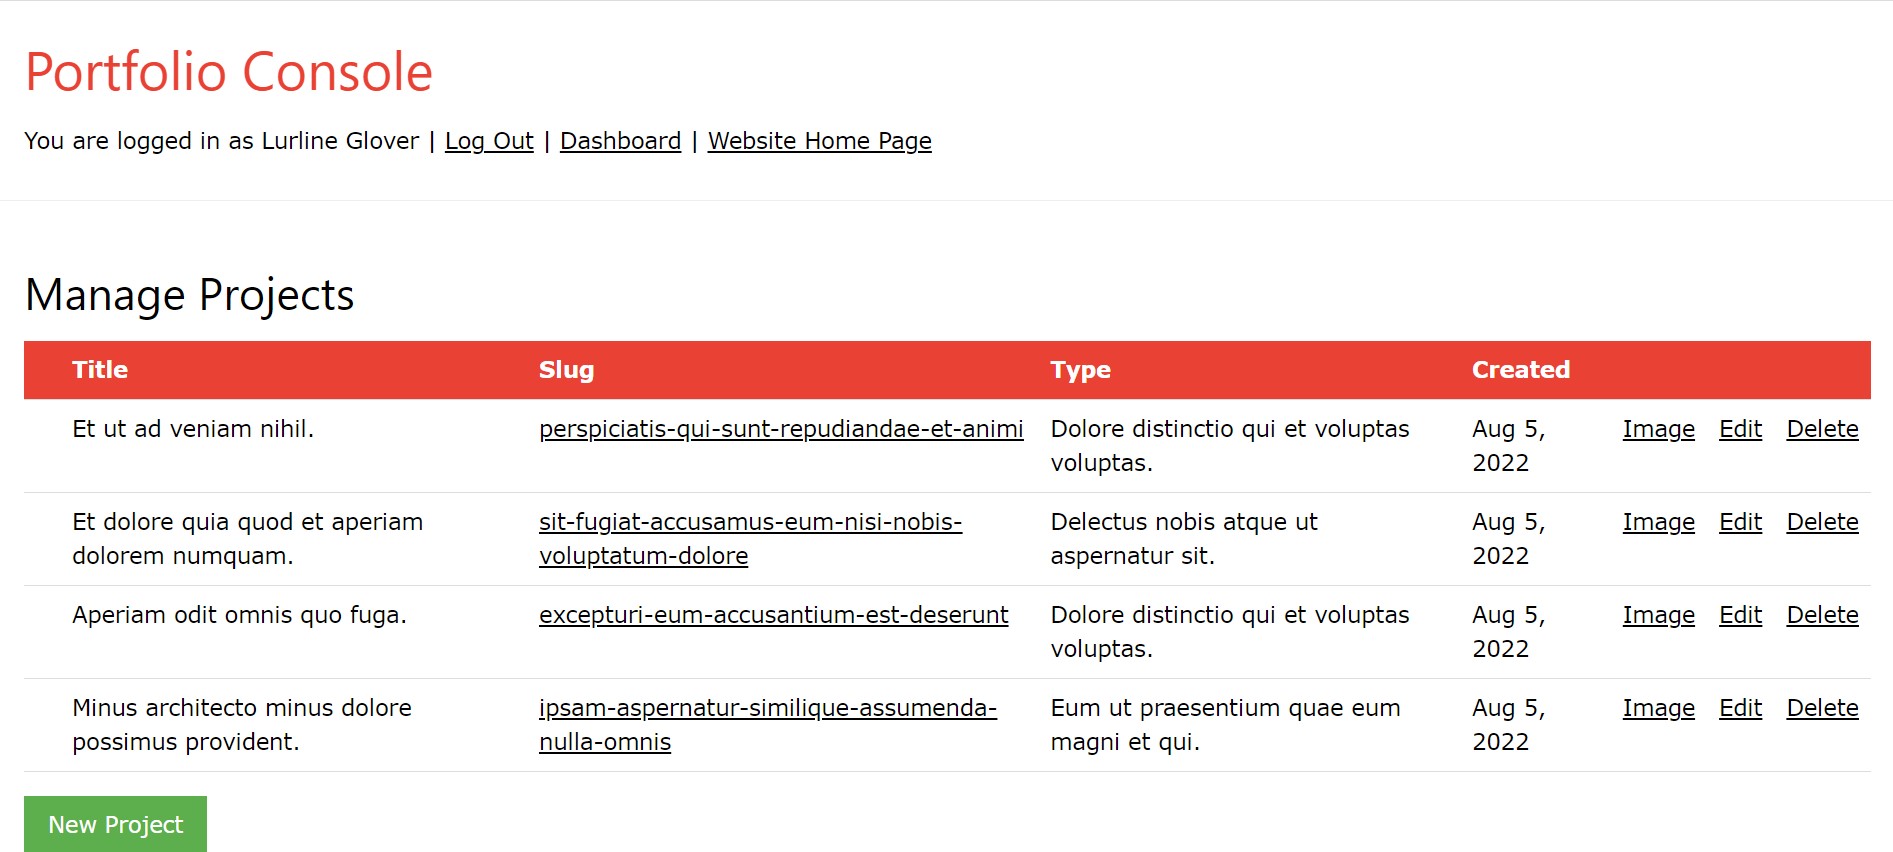 Portfolio Console
You are logged in as Lurline Glover | Log Out | Dashboard | Website Home Page
Manage Projects
Title Slug Type Created
Et ut ad veniam nihil. perspiciatis-qui-sunt-repudiandae-et-animi Dolore distinctio qui et voluptas Aug 5, Image Edit Delete
voluptas. 2022
Et dolore quia quod et aperiam sit-fugiat-accusamus-eum-nisi-nobis- Delectus nobis atque ut Aug 5, Image Edit Delete
dolorem numquam. voluptatum-dolore aspernatur sit. 2022
Aperiam odit omnis quo fuga. excepturi-eum-accusantium-est-deserunt Dolore distinctio qui et voluptas Aug 5, Image Edit Delete
voluptas. 2022
Minus architecto minus dolore ipsam-aspernatur-similique-assumenda- Eum ut praesentium quae eum Aug 5, Image Edit Delete
possimus provident. nulla-omnis magni et qui. 2022
New Project